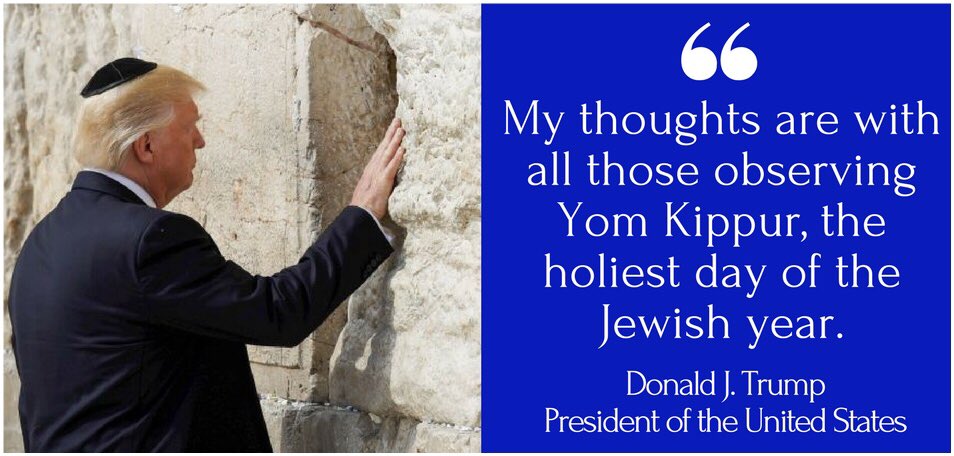 “
My thoughts are with
all those observing
Yom Kippur, the
holiest day of the
Jewish year.
Donald J. Trump
President of the United States